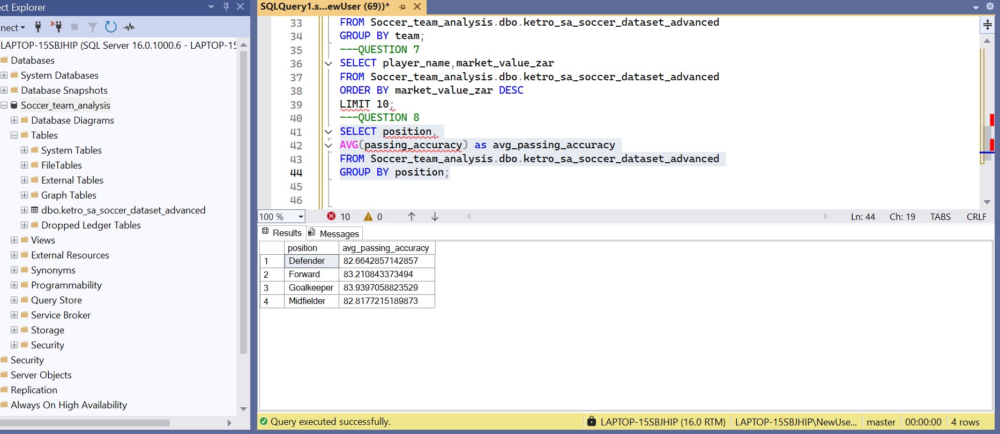 ect Explorer
nnect
LAPTOP-15SBJHIP (SQL Server 16.0.1000.6 - LAPTOP-15
Databases
System Databases
Database Snapshots
Soccer_team_analysis
Database Diagrams
Tables
System Tables
FileTables
External Tables
Graph Tables
dbo.ketro_sa_soccer_dataset_advanced
Dropped Ledger Tables
Views
External Resources
Synonyms
Programmability
Query Store
Service Broker
Storage
Security
Security
Server Objects
Replication
Always On High Availability
SQLQuery1.s...ewUser (69))*
33 FROM Soccer_team_analysis.dbo.ketro_sa_soccer_dataset_advanced
34 GROUP BY team;
35 ---QUESTION 7
36 SELECT player_name,market_value_zar
37 FROM Soccer_team_analysis.dbo.ketro_sa_soccer_dataset_advanced
38 ORDER BY market_value_zar DESC
39 LIMIT 10;
40 ---QUESTION 8
41 SELECT position,
42 AVG(passing_accuracy) as avg_passing_accuracy
43 FROM Soccer_team_analysis.dbo.ketro_sa_soccer_dataset_advanced
44 GROUP BY position;
45
46
100 % 10 0 Ln: 44 Ch: 19 TABS CRLF
Results Messages
position avg_passing_accuracy
1 Defender 82.6642857142857
2 Forward 83.210843373494
3 Goalkeeper 83.9397058823529
4 Midfielder 82.8177215189873
Query executed successfully. LAPTOP-15SBJHIP (16.0 RTM) LAPTOP-15SBJHIP\NewUse... master 00:00:00 4 rows